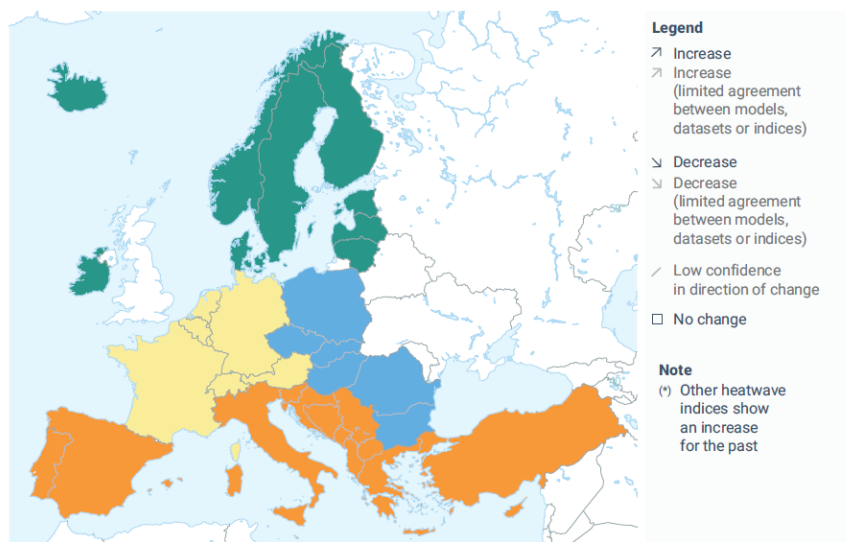 Legend
Increase
Increase
(limited agreement
between models,
datasets or indices)
Decrease
Decrease
(limited agreement
between models,
datasets or indices)
Low confidence
in direction of change
No change
Note
(*) Other heatwave
indices show
an increase
for the past